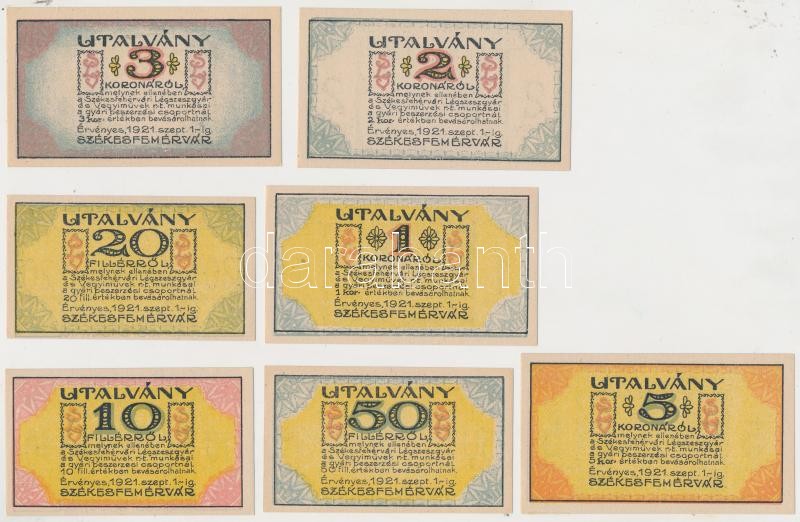 UTALVÁNY
3
KORONÁRÓL
melynek ellenében
a Székesfehérvári Légszeszgyár
és Vegyiművek r-t. munkásai
a gyári beszerzési csoportnál
3 kor. értékben bevásárolhatnak.
Érvényes, 1921. szept. 1-ig.
SZÉKESFEHÉRVÁR
UTALVÁNY
2
KORONÁRÓL
melynek ellenében
a Székesfehérvári Légszeszgyár
és Vegyiművek r-t. munkásai
a gyári beszerzési csoportnál
2 kor. értékben bevásárolhatnak.
Érvényes, 1921. szept. 1-ig.
SZÉKESFEHÉRVÁR
UTALVÁNY
20
FILLÉRRŐL
melynek ellenében
a Székesfehérvári Légszeszgyár
és Vegyiművek r-t. munkásai
a gyári beszerzési csoportnál
20 fill. értékben bevásárolhatnak.
Érvényes, 1921. szept. 1-ig.
SZÉKESFEHÉRVÁR
UTALVÁNY
1
KORONÁRÓL
melynek ellenében
a Székesfehérvári Légszeszgyár
és Vegyiművek r-t. munkásai
a gyári beszerzési csoportnál
1 kor. értékben bevásárolhatnak.
Érvényes, 1921. szept. 1-ig.
SZÉKESFEHÉRVÁR
darabanth
UTALVÁNY
10
FILLÉRRŐL
melynek ellenében
a Székesfehérvári Légszeszgyár
és Vegyiművek r-t. munkásai
a gyári beszerzési csoportnál
10 fill. értékben bevásárolhatnak.
Érvényes, 1921. szept. 1-ig.
SZÉKESFEHÉRVÁR
UTALVÁNY
50
FILLÉRRŐL
melynek ellenében
a Székesfehérvári Légszeszgyár
és Vegyiművek r-t. munkásai
a gyári beszerzési csoportnál
50 fill. értékben bevásárolhatnak.
Érvényes, 1921. szept. 1-ig.
SZÉKESFEHÉRVÁR
UTALVÁNY
5
KORONÁRÓL
melynek ellenében
a Székesfehérvári Légszeszgyár
és Vegyiművek r-t. munkásai
a gyári beszerzési csoportnál
5 kor. értékben bevásárolhatnak.
Érvényes, 1921. szept. 1-ig.
SZÉKESFEHÉRVÁR